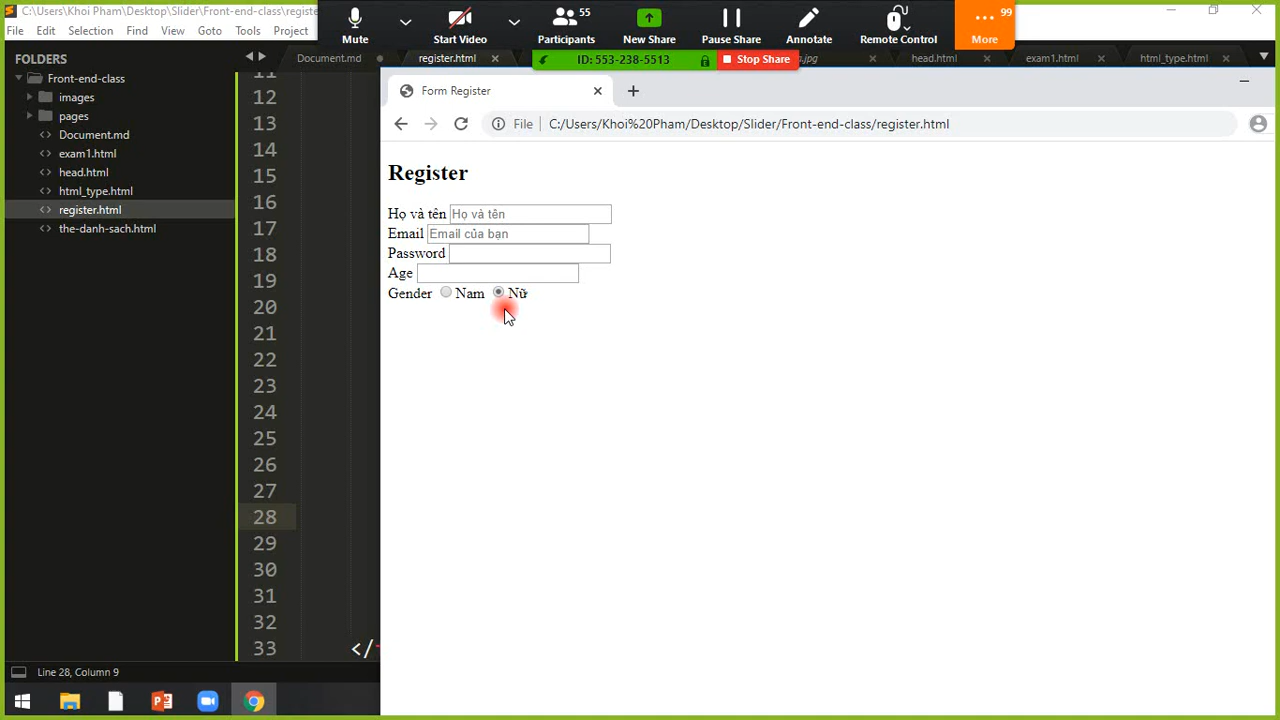 C:\Users\Khoi Pham\Desktop\Slider\Front-end-class\registe
File Edit Selection Find View Goto Tools Project
Mute
Start Video
55
Participants
New Share
Pause Share
Annotate
Remote Control
99
More
ID: 553-238-5513
Stop Share
FOLDERS
Front-end-class
images
pages
Document.md
exam1.html
head.html
html_type.html
register.html
the-danh-sach.html
Document.md
register.html
.jpg
head.html
exam1.html
html_type.html
11
12
13
14
15
16
17
18
19
20
21
22
23
24
25
26
27
28
29
30
31
32
33
</
Form Register
File C:/Users/Khoi%20Pham/Desktop/Slider/Front-end-class/register.html
Register
Họ và tên Họ và tên
Email Email của bạn
Password
Age
Gender Nam Nữ
Line 28, Column 9